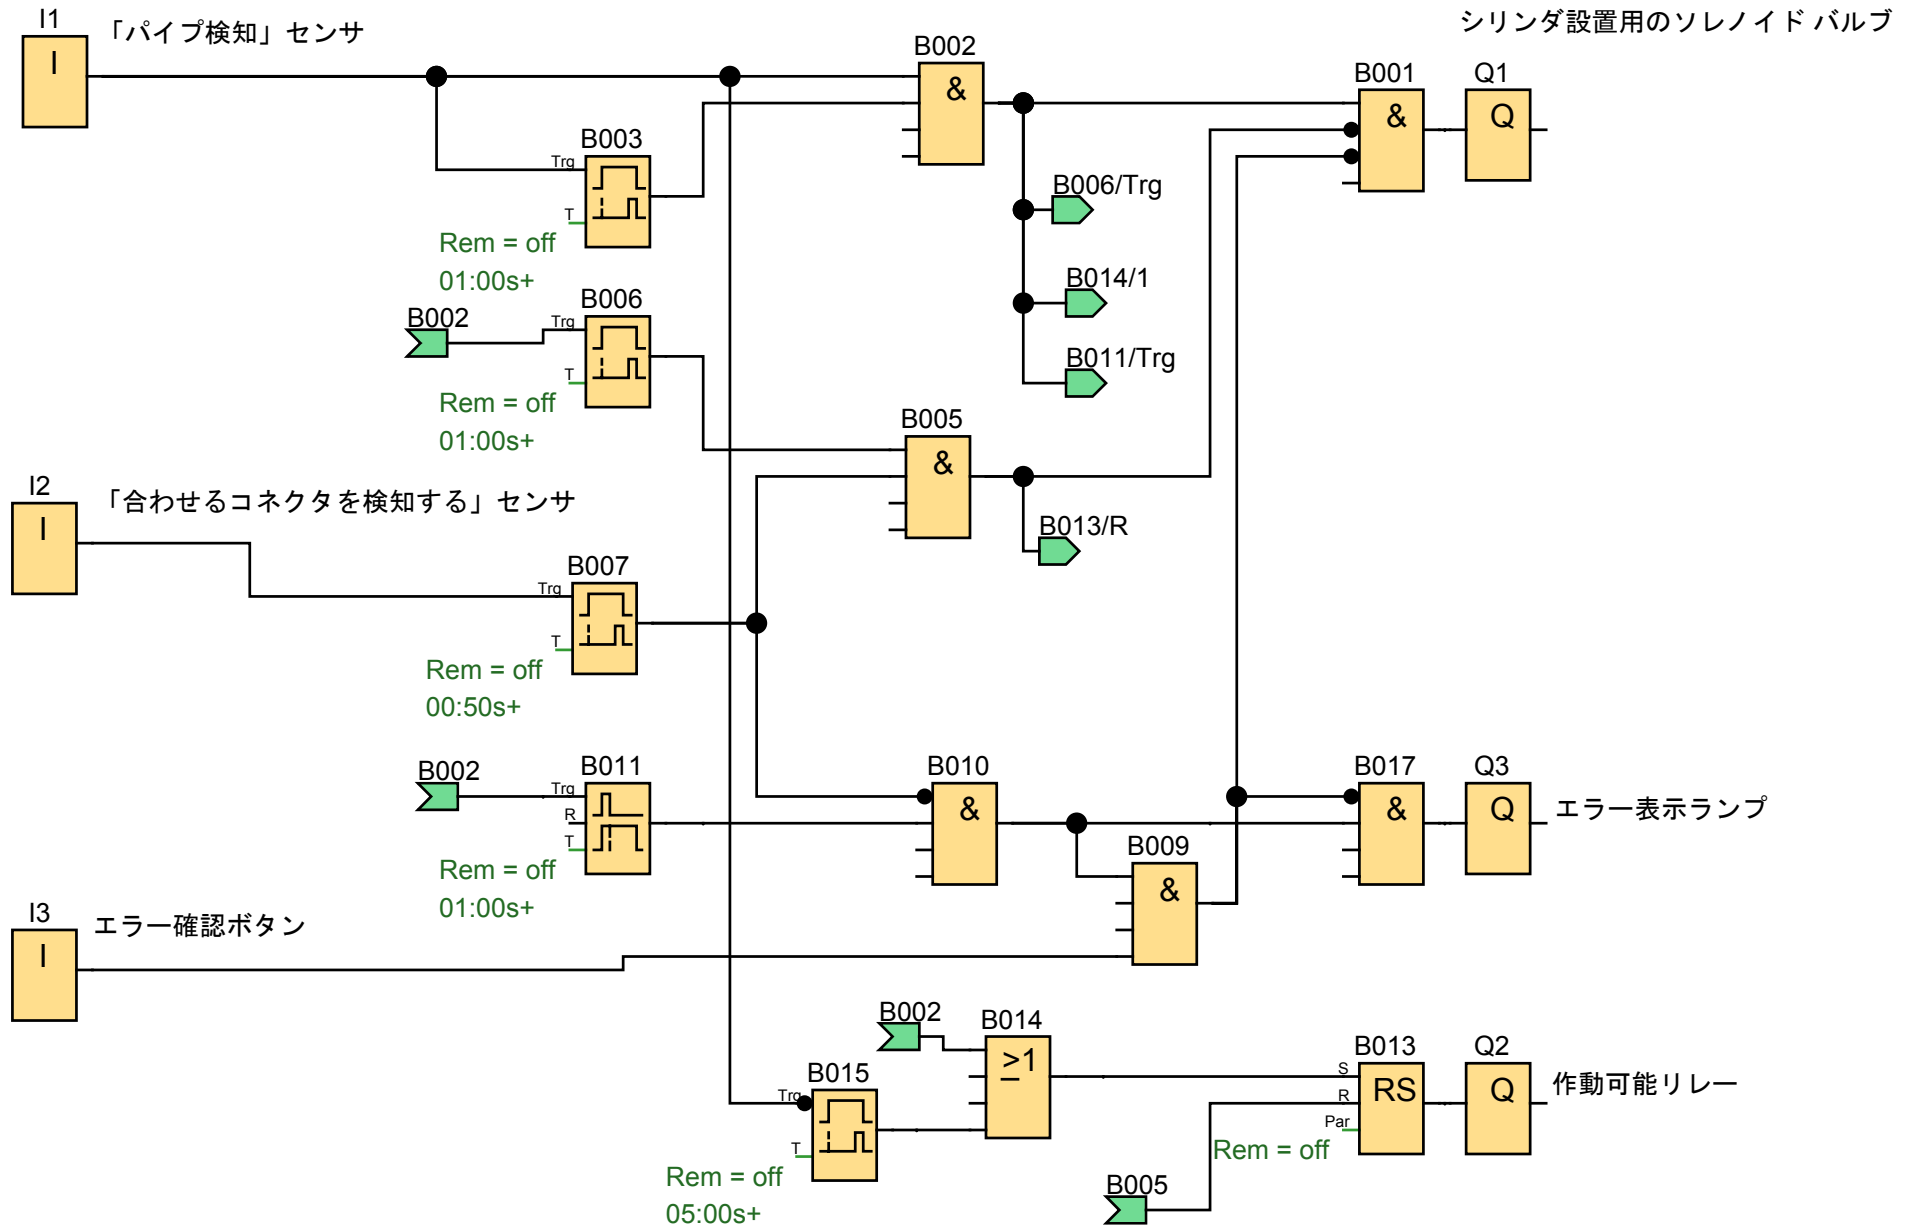 I1
「パイプ検知」センサ
シリンダ設置用のソレノイド バルブ
I
B002
&
B001
&
Q1
Q
B003
Trg
T
Rem = off
01:00s+
B006/Trg
B014/1
B011/Trg
B002
B006
Trg
T
Rem = off
01:00s+
B005
&
B013/R
I2
「合わせるコネクタを検知する」センサ
I
B007
Trg
T
Rem = off
00:50s+
B002
B011
Trg
R
T
Rem = off
01:00s+
B010
&
B009
&
B017
&
Q3
Q
エラー表示ランプ
I3
エラー確認ボタン
I
B002
B014
≥1
B015
Trg
T
Rem = off
05:00s+
B013
S
R
Par
RS
Rem = off
Q2
Q
作動可能リレー
B005